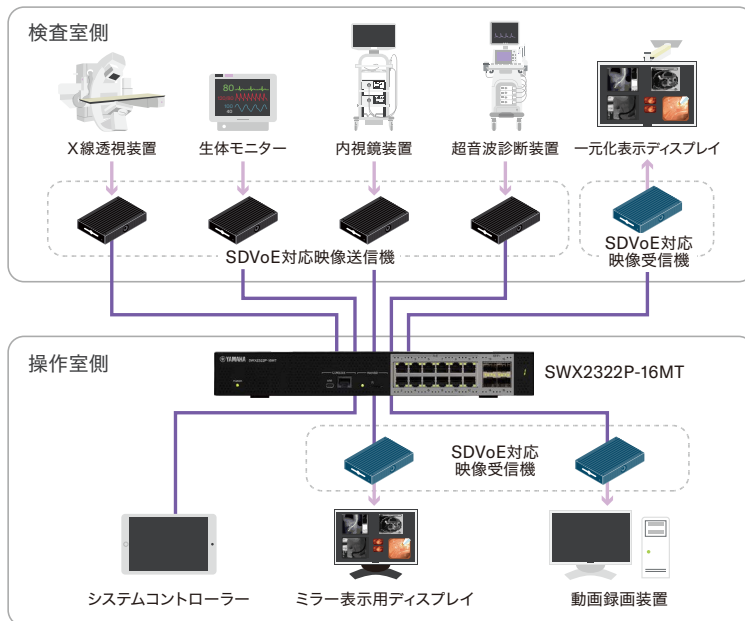 検査室側
X線透視装置
生体モニター
内視鏡装置
超音波診断装置
一元化表示ディスプレイ
SDVoE対応映像送信機
SDVoE対応
映像受信機
操作室側
YAMAHA
SWX2322P-16MT
SWX2322P-16MT
SDVoE対応
映像受信機
システムコントローラー
ミラー表示用ディスプレイ
動画録画装置
80